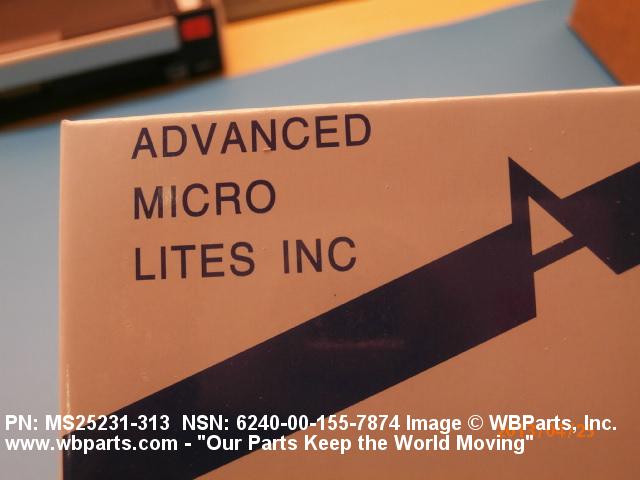 ADVANCED
MICRO
LITES INC
PN: MS25231-313 NSN: 6240-00-155-7874 Image © WBParts, Inc.
www.wbparts.com - "Our Parts Keep the World Moving"